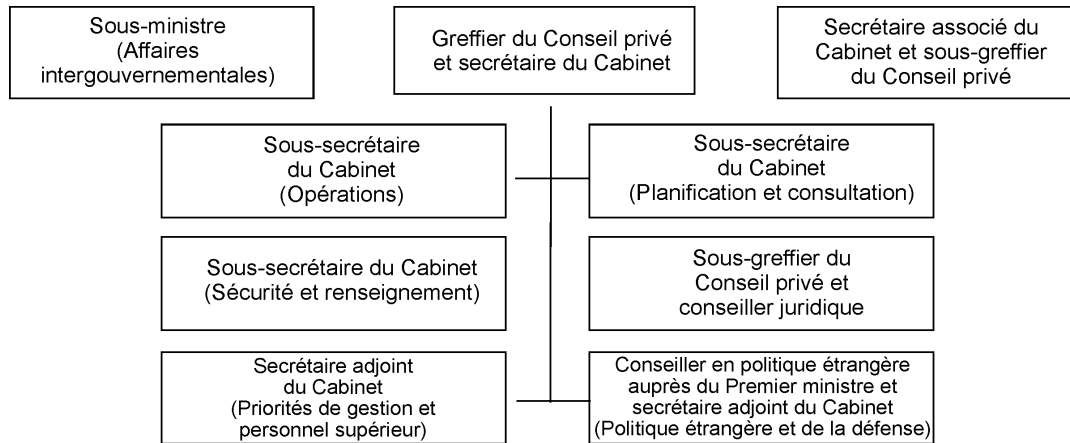 Sous-ministre
(Affaires
intergouvernementales)
Greffier du Conseil privé
et secrétaire du Cabinet
Secrétaire associé du
Cabinet et sous-greffier
du Conseil privé
Sous-secrétaire
du Cabinet
(Opérations)
Sous-secrétaire
du Cabinet
(Planification et consultation)
Sous-secrétaire du Cabinet
(Sécurité et renseignement)
Sous-greffier du
Conseil privé et
conseiller juridique
Secrétaire adjoint
du Cabinet
(Priorités de gestion et
personnel supérieur)
Conseiller en politique étrangère
auprès du Premier ministre et
secrétaire adjoint du Cabinet
(Politique étrangère et de la défense)